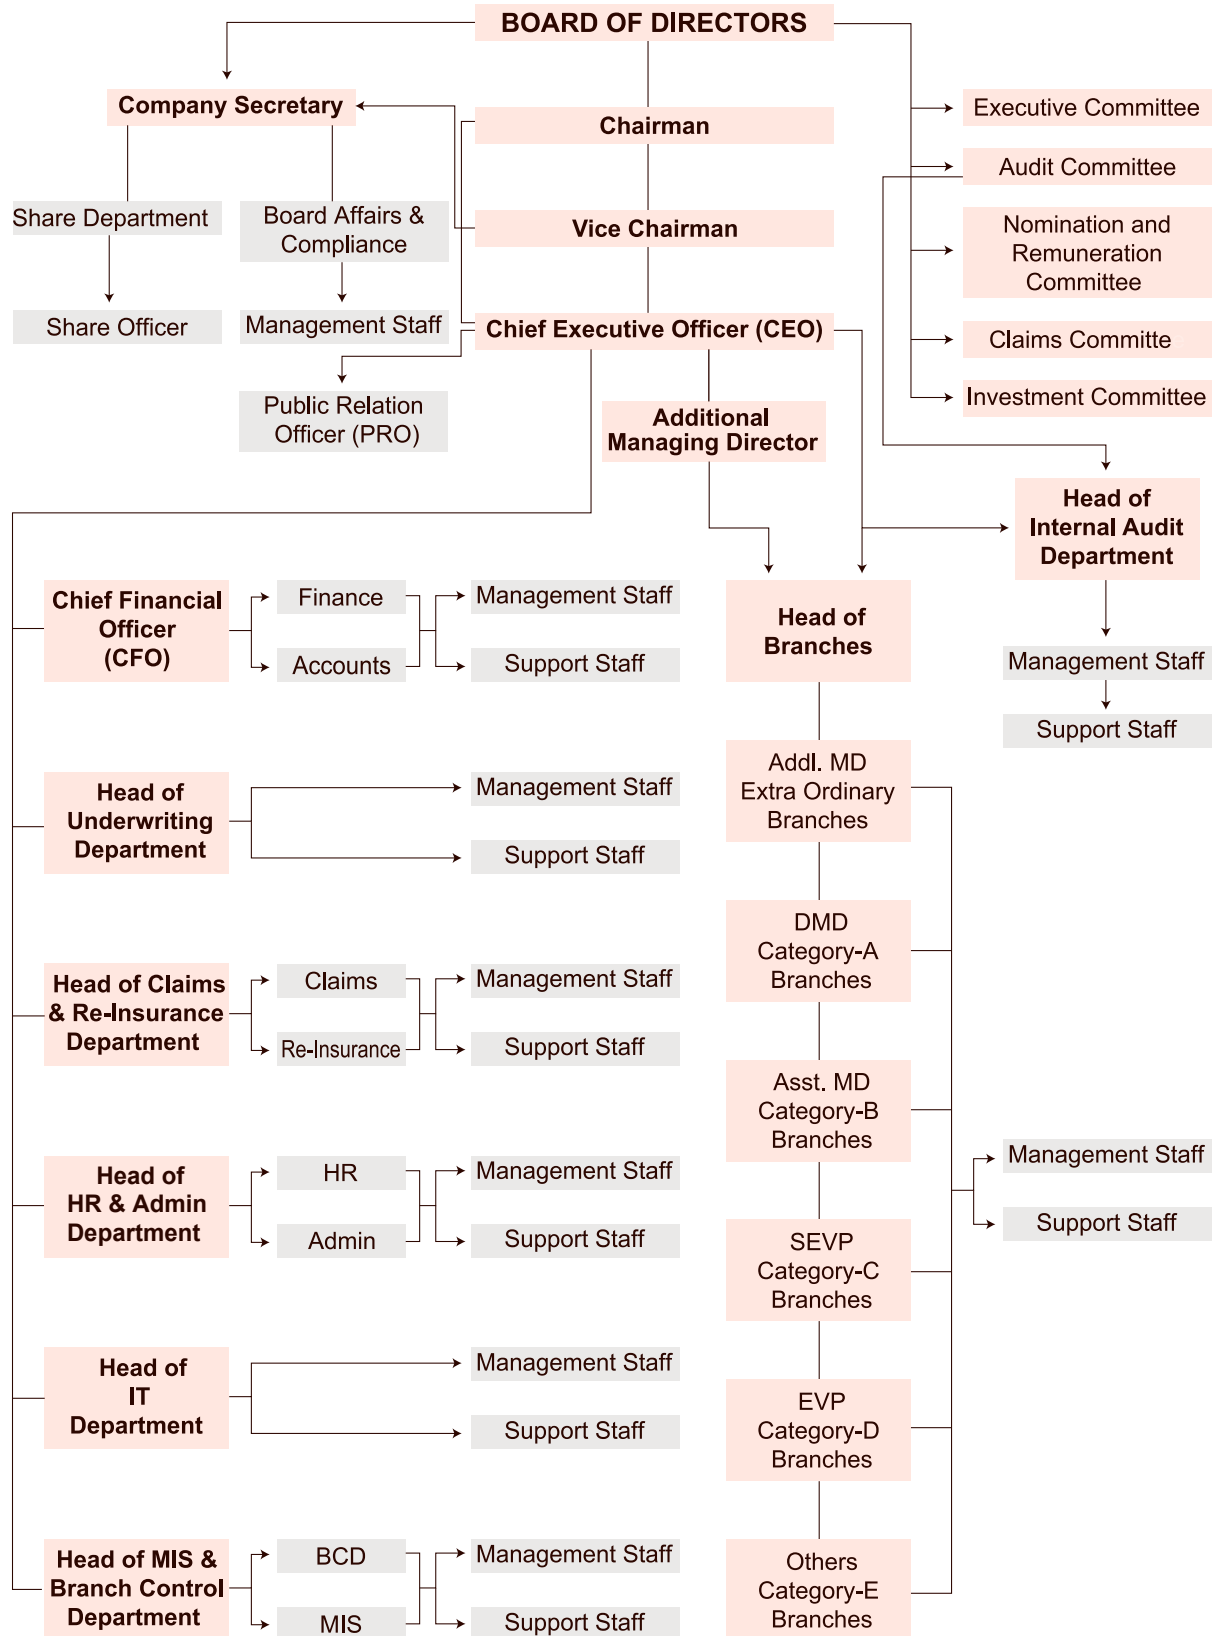 BOARD OF DIRECTORS
Company Secretary
Executive Committee
Chairman
Audit Committee
Share Department
Board Affairs &
Compliance
Vice Chairman
Nomination and
Remuneration
Committee
Share Officer
Management Staff
Chief Executive Officer (CEO)
Claims Committe
Public Relation
Officer (PRO)
Additional
Managing Director
Investment Committee
Head of
Internal Audit
Department
Management Staff
Support Staff
Chief Financial
Officer
(CFO)
Finance
Accounts
Management Staff
Support Staff
Head of
Branches
Head of
Underwriting
Department
Management Staff
Support Staff
Addl. MD
Extra Ordinary
Branches
Head of Claims
& Re-Insurance
Department
Claims
Re-Insurance
Management Staff
Support Staff
DMD
Category-A
Branches
Asst. MD
Category-B
Branches
Head of
HR & Admin
Department
HR
Admin
Management Staff
Support Staff
Management Staff
Support Staff
SEVP
Category-C
Branches
Head of
IT
Department
Management Staff
Support Staff
EVP
Category-D
Branches
Head of MIS &
Branch Control
Department
BCD
MIS
Management Staff
Support Staff
Others
Category-E
Branches